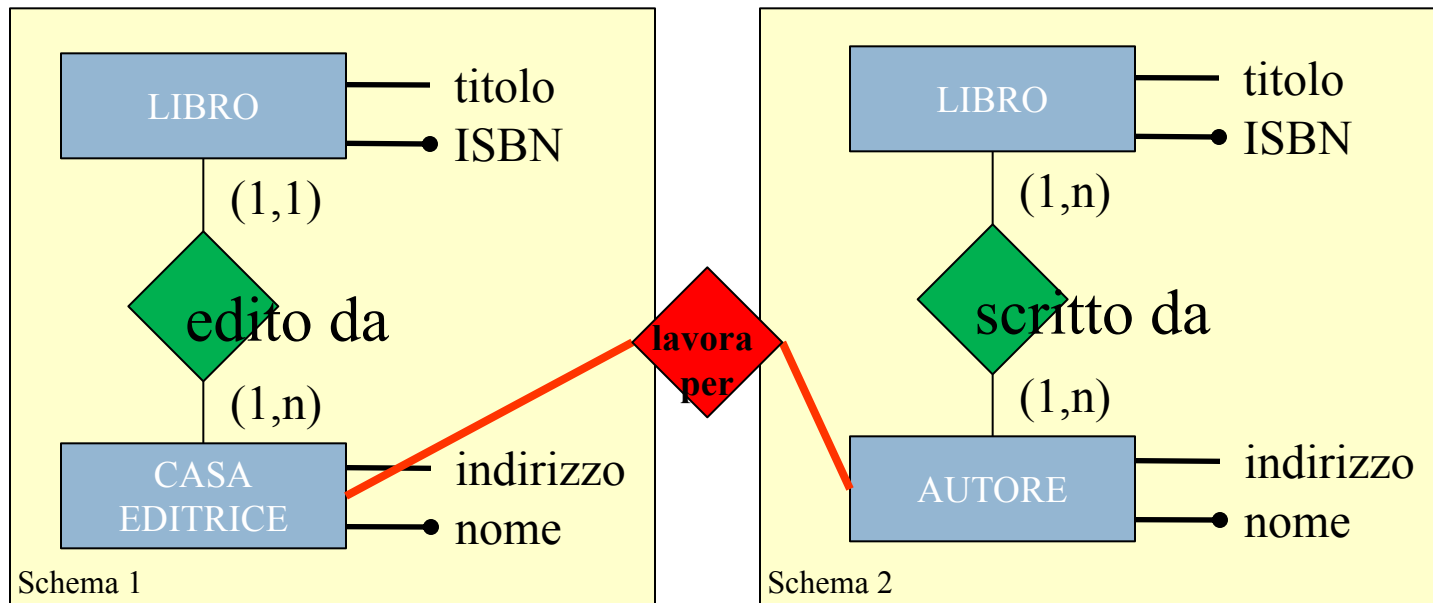 LIBRO
titolo
ISBN
(1,1)
edito da
(1,n)
CASA
EDITRICE
indirizzo
nome
Schema 1
lavora
per
LIBRO
titolo
ISBN
(1,n)
scritto da
(1,n)
AUTORE
indirizzo
nome
Schema 2